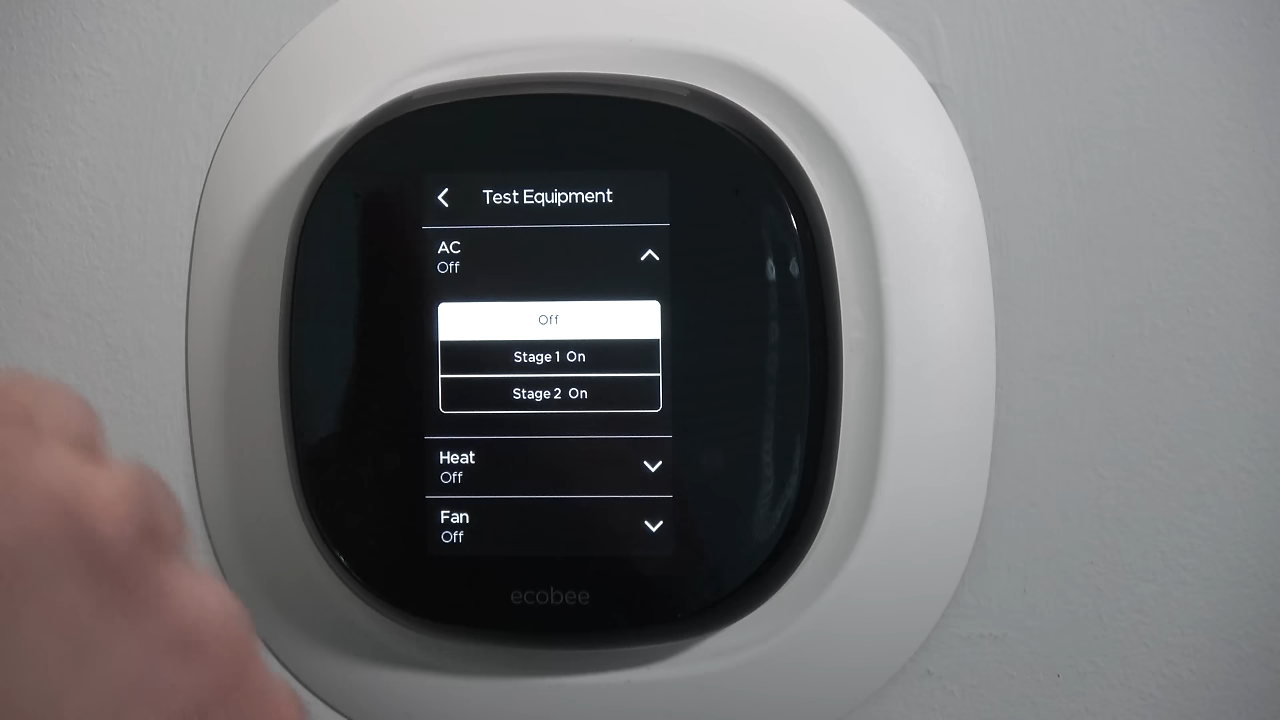 Test Equipment
AC
Off
Off
Stage 1 On
Stage 2 On
Heat
Off
Fan
Off
ecobee